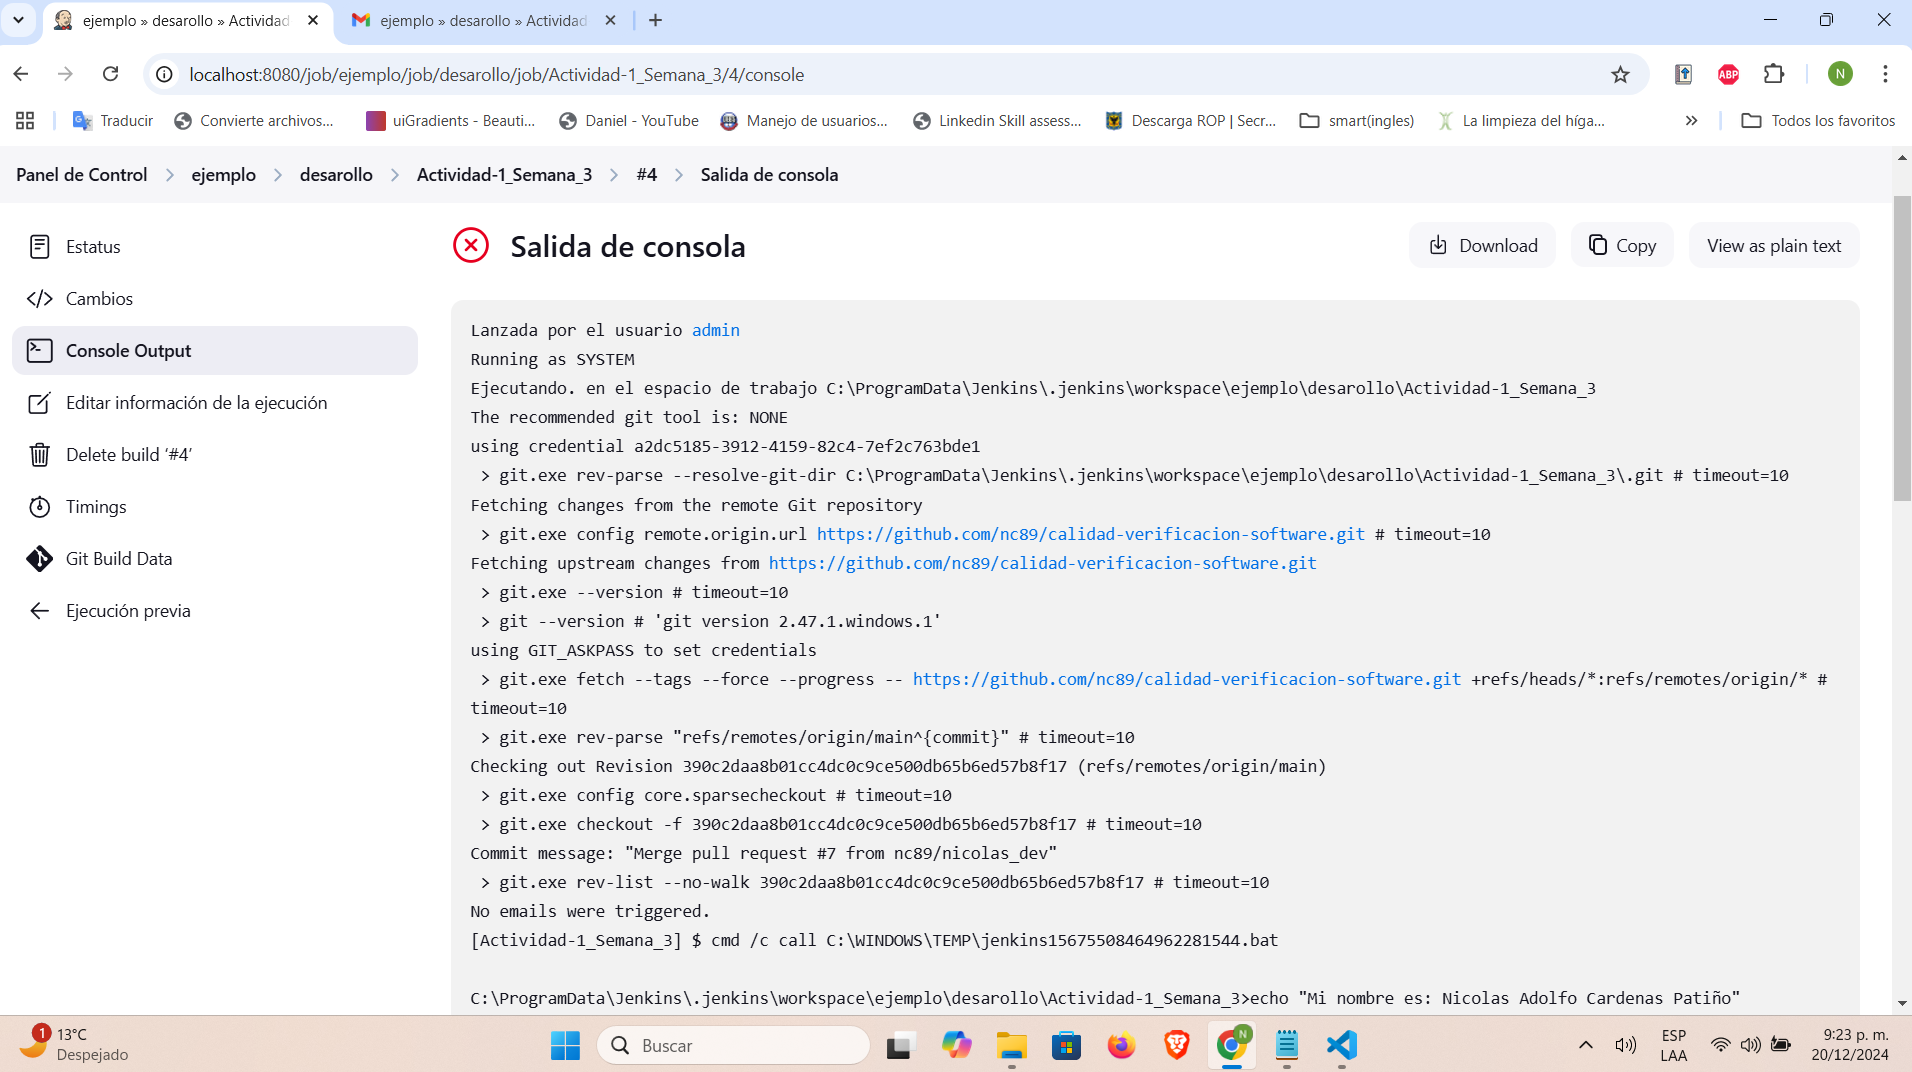 ejemplo » desarollo » Actividad
ejemplo » desarollo » Activida
localhost:8080/job/ejemplo/job/desarollo/job/Actividad-1_Semana_3/4/console
ABP
N
Traducir
Convierte archivos...
uiGradients - Beauti...
Daniel - YouTube
Manejo de usuarios...
Linkedin Skill assess...
Descarga ROP | Secr...
smart(ingles)
La limpieza del híga...
Todos los favoritos
Panel de Control
ejemplo
desarollo
Actividad-1_Semana_3
#4
Salida de consola
Estatus
Cambios
Console Output
Editar información de la ejecución
Delete build ‘#4’
Timings
Git Build Data
Ejecución previa
Salida de consola
Download
Copy
View as plain text
Lanzada por el usuario admin
Running as SYSTEM
Ejecutando. en el espacio de trabajo C:\ProgramData\Jenkins\.jenkins\workspace\ejemplo\desarollo\Actividad-1_Semana_3
The recommended git tool is: NONE
using credential a2dc5185-3912-4159-82c4-7ef2c763bde1
> git.exe rev-parse --resolve-git-dir C:\ProgramData\Jenkins\.jenkins\workspace\ejemplo\desarollo\Actividad-1_Semana_3\.git # timeout=10
Fetching changes from the remote Git repository
> git.exe config remote.origin.url https://github.com/nc89/calidad-verificacion-software.git # timeout=10
Fetching upstream changes from https://github.com/nc89/calidad-verificacion-software.git
> git.exe --version # timeout=10
> git --version # 'git version 2.47.1.windows.1'
using GIT_ASKPASS to set credentials
> git.exe fetch --tags --force --progress -- https://github.com/nc89/calidad-verificacion-software.git +refs/heads/*:refs/remotes/origin/* #
timeout=10
> git.exe rev-parse "refs/remotes/origin/main^{commit}" # timeout=10
Checking out Revision 390c2daa8b01cc4dc0c9ce500db65b6ed57b8f17 (refs/remotes/origin/main)
> git.exe config core.sparsecheckout # timeout=10
> git.exe checkout -f 390c2daa8b01cc4dc0c9ce500db65b6ed57b8f17 # timeout=10
Commit message: "Merge pull request #7 from nc89/nicolas_dev"
> git.exe rev-list --no-walk 390c2daa8b01cc4dc0c9ce500db65b6ed57b8f17 # timeout=10
No emails were triggered.
[Actividad-1_Semana_3] $ cmd /c call C:\WINDOWS\TEMP\jenkins15675508464962281544.bat
C:\ProgramData\Jenkins\.jenkins\workspace\ejemplo\desarollo\Actividad-1_Semana_3>echo "Mi nombre es: Nicolas Adolfo Cardenas Patiño"
1
13°C
Despejado
Buscar
N
ESP
LAA
9:23 p. m.
20/12/2024